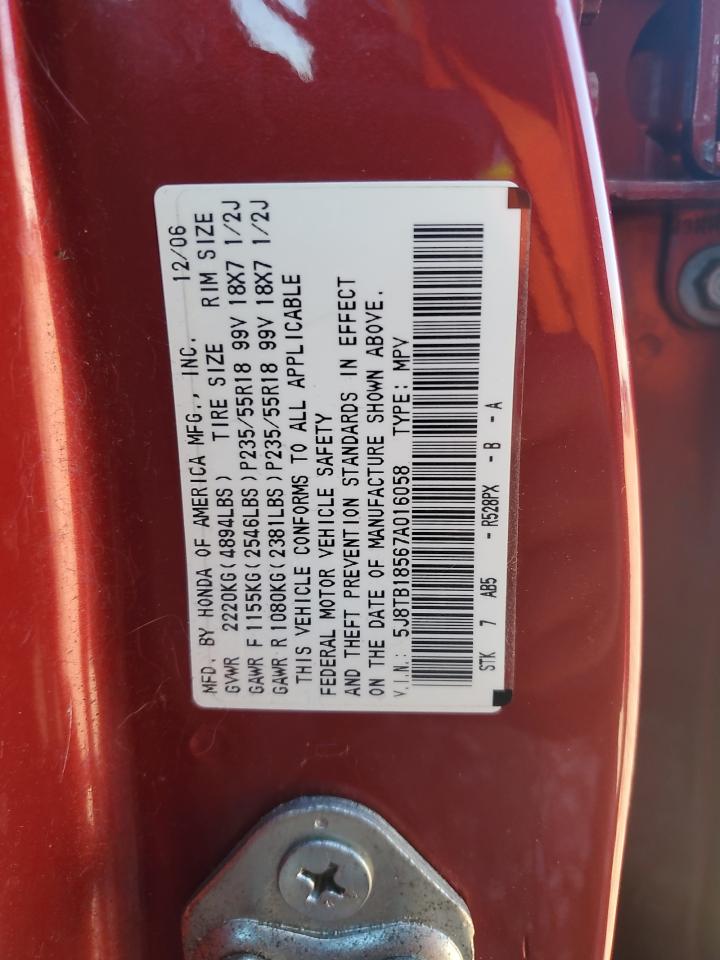 MFD. BY HONDA OF AMERICA MFG., INC. 12/06
GVWR 2220KG(4894LBS) TIRE SIZE RIM SIZE
GAWR F 1155KG(2546LBS)P235/55R18 99V 18X7 1/2J
GAWR R 1080KG(2381LBS)P235/55R18 99V 18X7 1/2J
THIS VEHICLE CONFORMS TO ALL APPLICABLE
FEDERAL MOTOR VEHICLE SAFETY
AND THEFT PREVENTION STANDARDS IN EFFECT
ON THE DATE OF MANUFACTURE SHOWN ABOVE.
V.I.N.: 5J8TB18567A016058 TYPE: MPV
STK 7 AB5 - R528PX - B - A